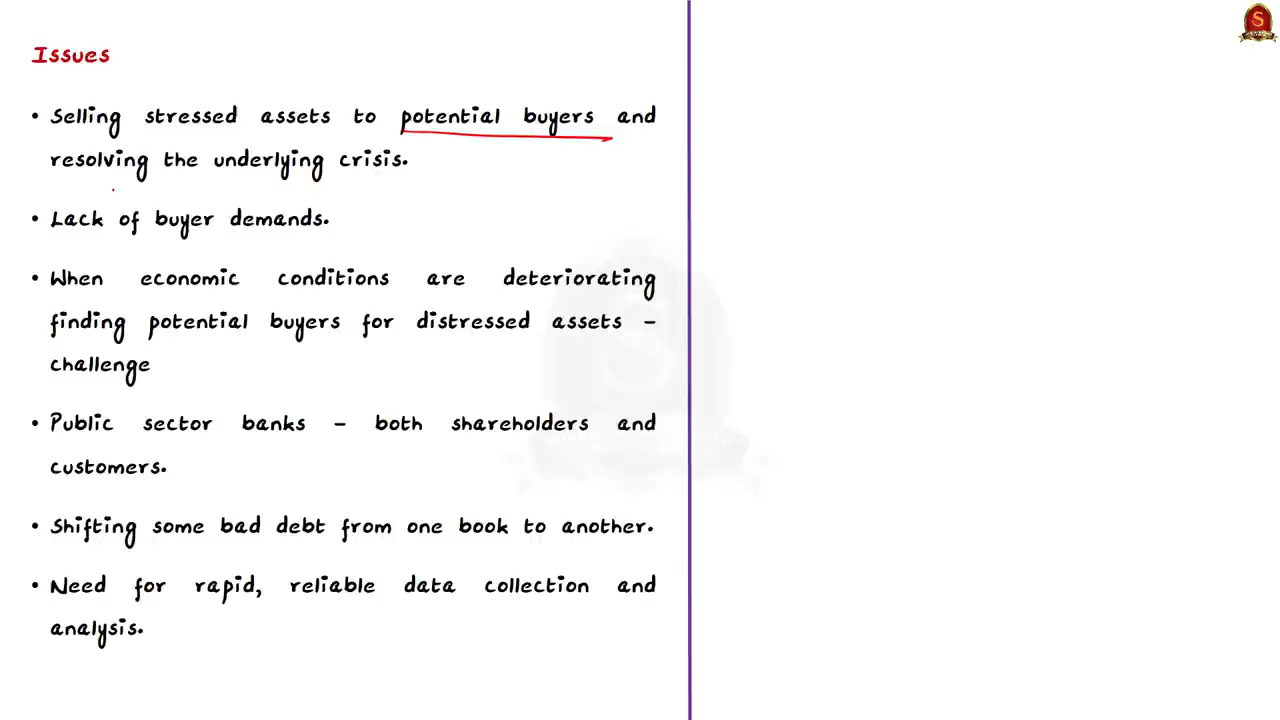 Issues
• Selling stressed assets to potential buyers and
resolving the underlying crisis.
• Lack of buyer demands.
• When economic conditions are deteriorating
finding potential buyers for distressed assets –
challenge
• Public sector banks – both shareholders and
customers.
• Shifting some bad debt from one book to another.
• Need for rapid, reliable data collection and
analysis.